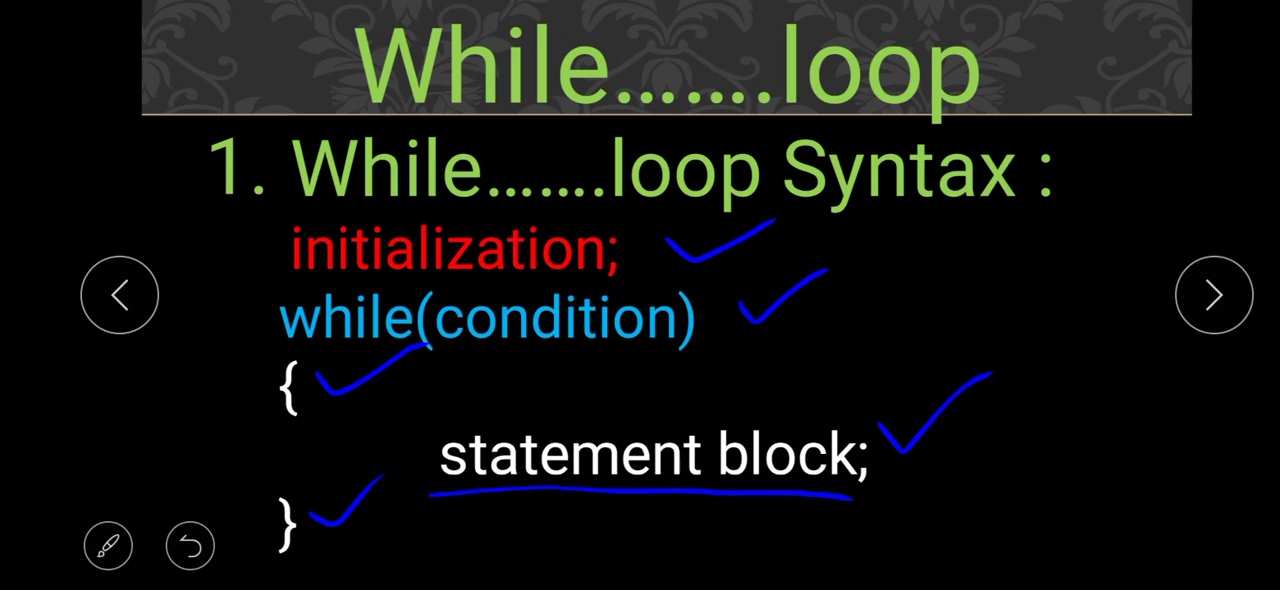 While.......loop
1. While.......loop Syntax :
initialization;
while(condition)
{
statement block;
}